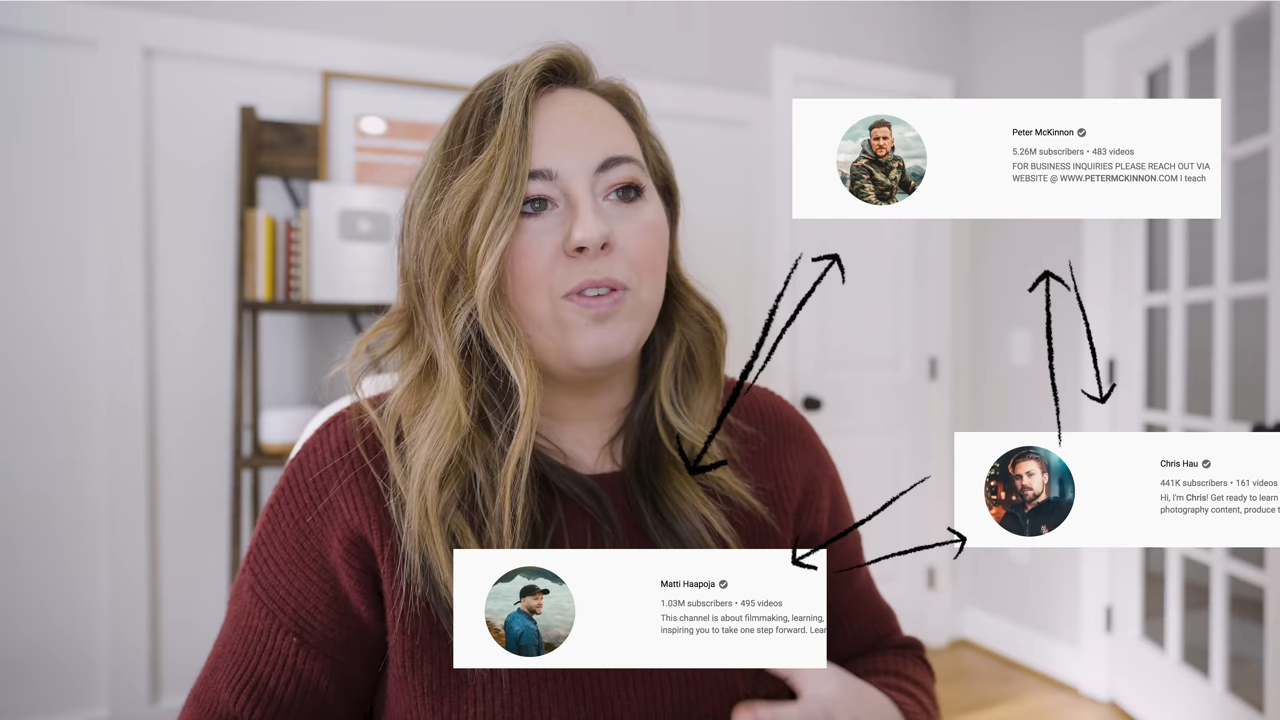 Peter McKinnon
5.26M subscribers • 483 videos
FOR BUSINESS INQUIRIES PLEASE REACH OUT VIA
WEBSITE @ WWW.PETERMCKINNON.COM I teach
Chris Hau
441K subscribers • 161 videos
Hi, I'm Chris! Get ready to learn
photography content, produce
Matti Haapoja
1.03M subscribers • 495 videos
This channel is about filmmaking, learning,
inspiring you to take one step forward. Lear